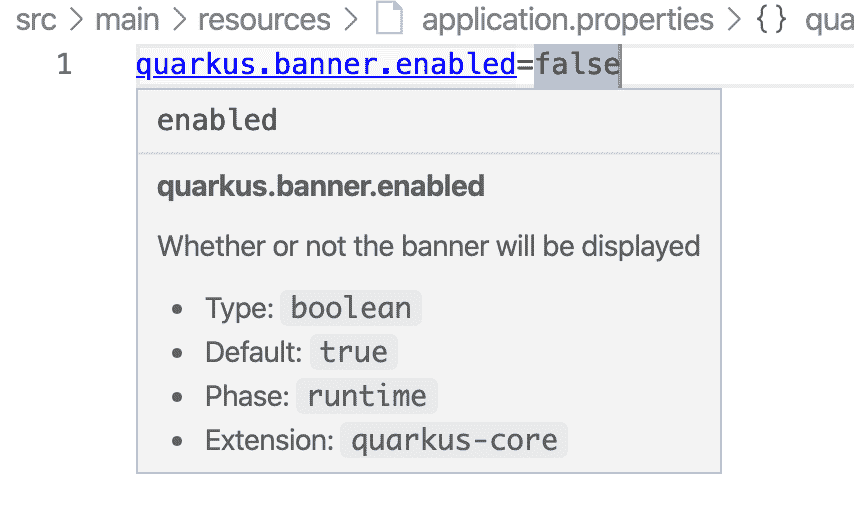 src > main > resources > application.properties > {} qua
1 quarkus.banner.enabled=false
enabled
quarkus.banner.enabled
Whether or not the banner will be displayed
• Type: boolean
• Default: true
• Phase: runtime
• Extension: quarkus-core